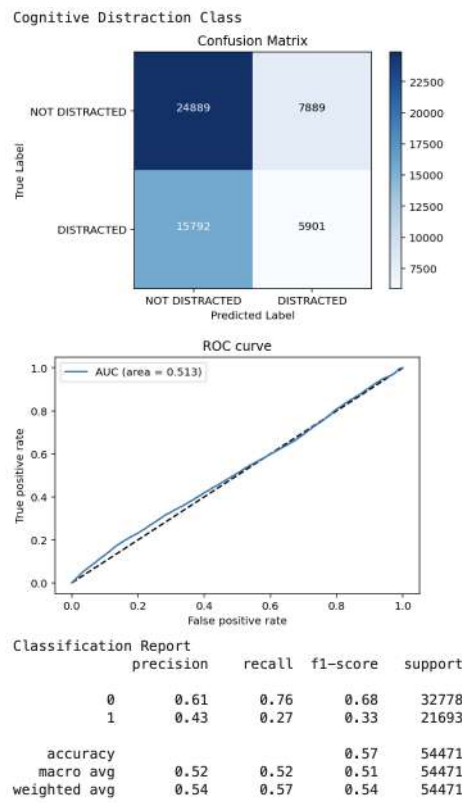 Cognitive Distraction Class
Confusion Matrix
NOT DISTRACTED 24889 7889
DISTRACTED 15792 5901
True Label
NOT DISTRACTED DISTRACTED
Predicted Label
22500
20000
17500
15000
12500
10000
7500
ROC curve
AUC (area = 0.513)
1.0
0.8
0.6
0.4
0.2
0.0
True positive rate
0.0 0.2 0.4 0.6 0.8 1.0
False positive rate
Classification Report
precision recall f1-score support
0 0.61 0.76 0.68 32778
1 0.43 0.27 0.33 21693
accuracy 0.57 54471
macro avg 0.52 0.52 0.51 54471
weighted avg 0.54 0.57 0.54 54471